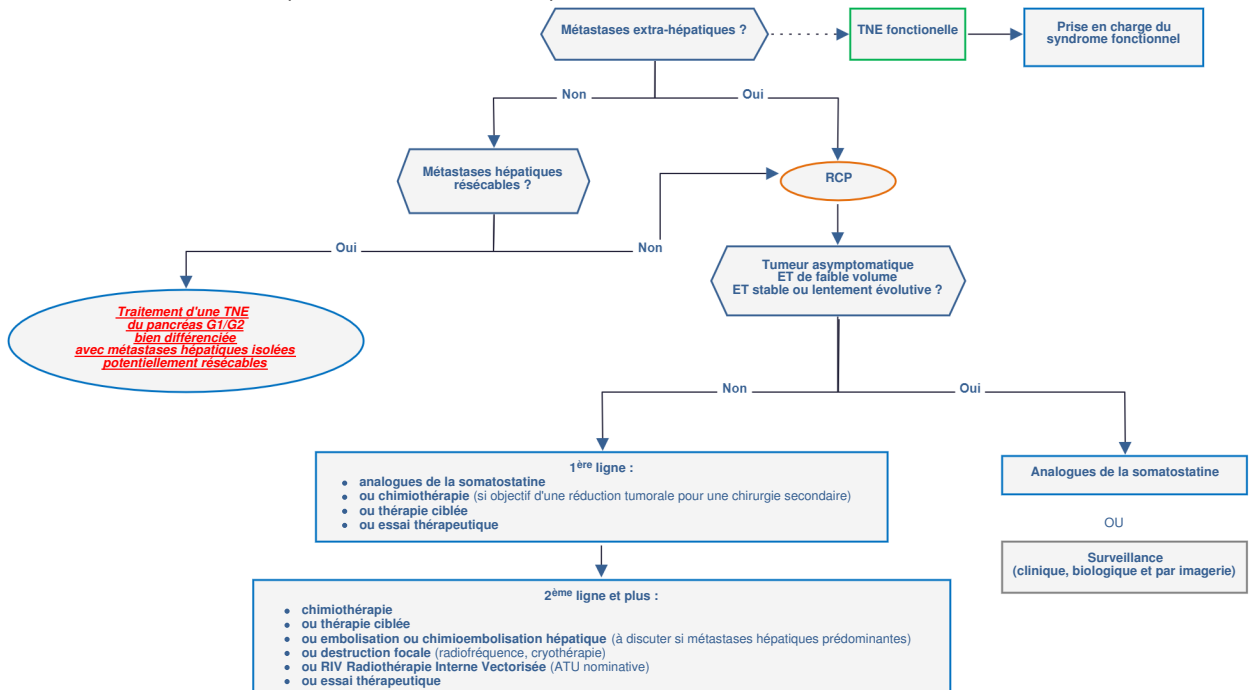 Métastases extra-hépatiques ?
TNE fonctionelle
Prise en charge du
syndrome fonctionnel
Non
Oui
Métastases hépatiques
résécables ?
RCP
Oui
Non
Tumeur asymptomatique
ET de faible volume
ET stable ou lentement évolutive ?
Traitement d'une TNE
du pancréas G1/G2
bien différenciée
avec métastases hépatiques isolées
potentiellement résécables
Non
Oui
1ère ligne :
• analogues de la somatostatine
• ou chimiothérapie (si objectif d'une réduction tumorale pour une chirurgie secondaire)
• ou thérapie ciblée
• ou essai thérapeutique
Analogues de la somatostatine
OU
Surveillance
(clinique, biologique et par imagerie)
2ème ligne et plus :
• chimiothérapie
• ou thérapie ciblée
• ou embolisation ou chimioembolisation hépatique (à discuter si métastases hépatiques prédominantes)
• ou destruction focale (radiofréquence, cryothérapie)
• ou RIV Radiothérapie Interne Vectorisée (ATU nominative)
• ou essai thérapeutique